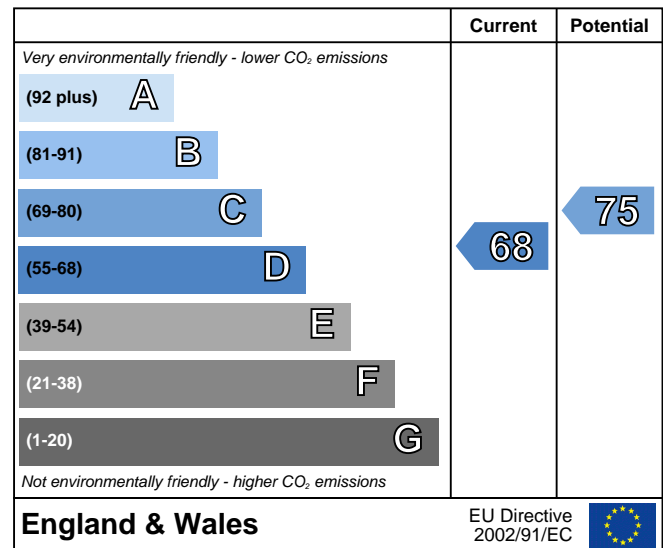 Current Potential
Very environmentally friendly - lower CO₂ emissions
(92 plus) A
(81-91) B
(69-80) C
75
68
(55-68) D
(39-54) E
(21-38) F
(1-20) G
Not environmentally friendly - higher CO₂ emissions
England & Wales
EU Directive
2002/91/EC